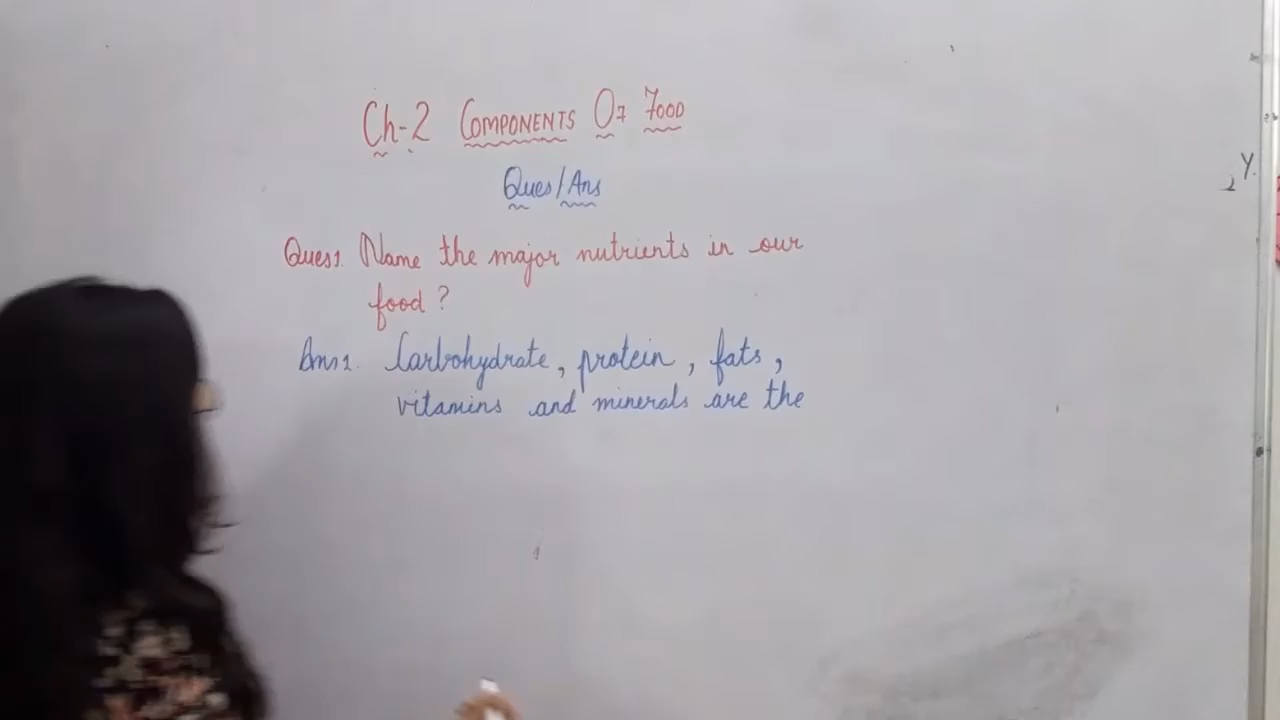 Ch-2 COMPONENTS OF FOOD
Ques/Ans
Ques1. Name the major nutrients in our
food ?
Ans1. Carbohydrate, protein, fats,
vitamins and minerals are the